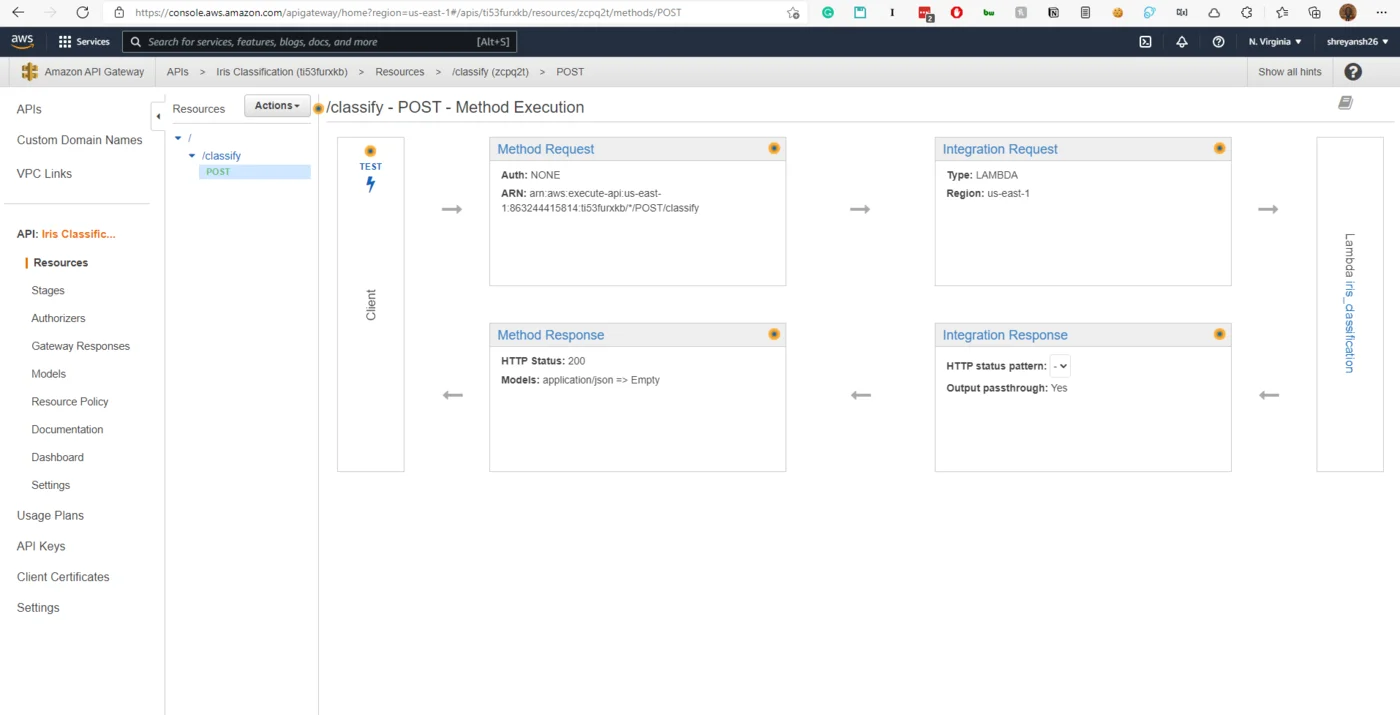 https://console.aws.amazon.com/apigateway/home?region=us-east-1#/apis/ti53furxkb/resources/zcpq2t/methods/POST
aws Services Search for services, features, blogs, docs, and more [Alt+S] N. Virginia shreyansh26
Amazon API Gateway APIs > Iris Classification (ti53furxkb) > Resources > /classify (zcpq2t) > POST Show all hints
APIs
Custom Domain Names
VPC Links
API: Iris Classific...
Resources
Stages
Authorizers
Gateway Responses
Models
Resource Policy
Documentation
Dashboard
Settings
Usage Plans
API Keys
Client Certificates
Settings
Resources Actions
/
/classify
POST
/classify - POST - Method Execution
TEST
Client
Method Request
Auth: NONE
ARN: arn:aws:execute-api:us-east-
1:863244415814:ti53furxkb/*/POST/classify
Integration Request
Type: LAMBDA
Region: us-east-1
Lambda iris_classification
Method Response
HTTP Status: 200
Models: application/json => Empty
Integration Response
HTTP status pattern: -
Output passthrough: Yes